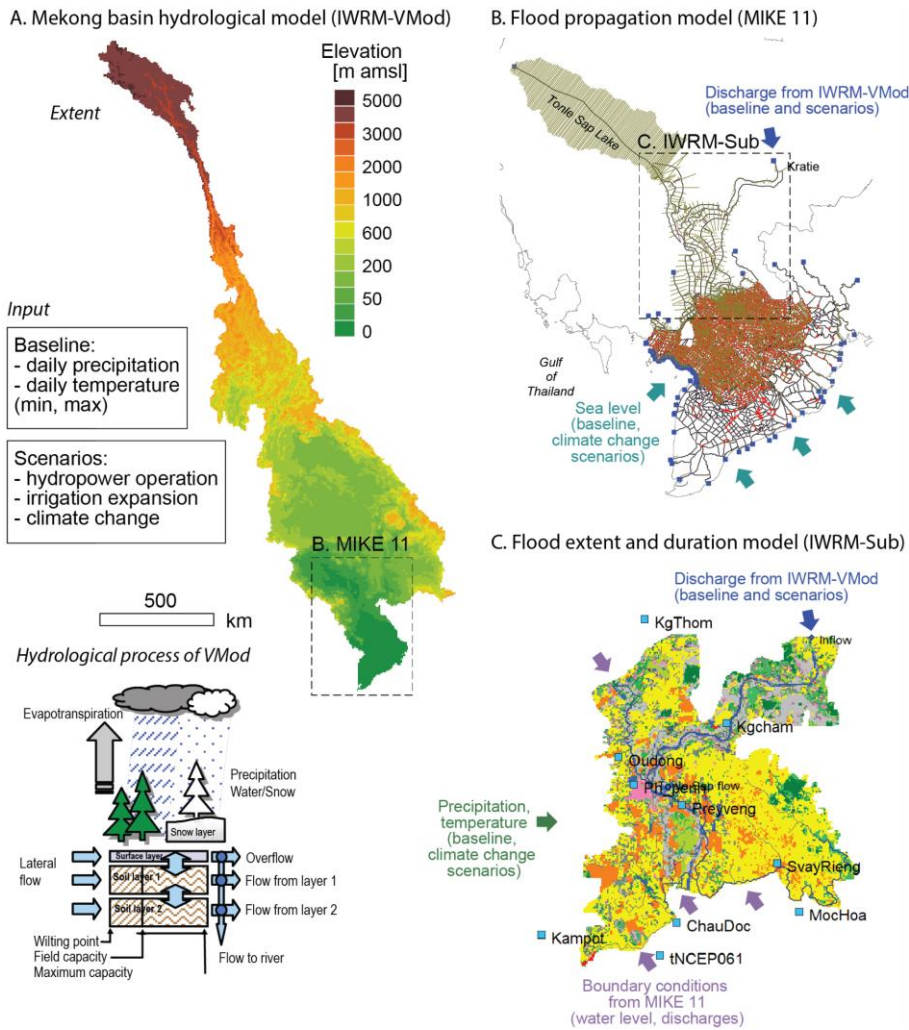 A. Mekong basin hydrological model (IWRM-VMod)
Extent
Elevation
[m amsl]
5000
3000
2000
1000
600
200
50
0
Input
Baseline:
- daily precipitation
- daily temperature
(min, max)
Scenarios:
- hydropower operation
- irrigation expansion
- climate change
B. MIKE 11
500
km
Hydrological process of VMod
Evapotranspiration
Precipitation
Water/Snow
Snow layer
Lateral
flow
Surface layer
Overflow
Soil layer 1
Flow from layer 1
Soil layer 2
Flow from layer 2
Wilting point
Field capacity
Maximum capacity
Flow to river
B. Flood propagation model (MIKE 11)
Discharge from IWRM-VMod
(baseline and scenarios)
Tonle Sap Lake
C. IWRM-Sub
Kratie
Gulf
of
Thailand
Sea level
(baseline,
climate change
scenarios)
C. Flood extent and duration model (IWRM-Sub)
Discharge from IWRM-VMod
(baseline and scenarios)
KgThom
Inflow
Kgcham
Oudong
Tonle Sap flow
Preyveng
Precipitation,
temperature
(baseline,
climate change
scenarios)
SvayRieng
MocHoa
ChauDoc
Kampot
tNCEP061
Boundary conditions
from MIKE 11
(water level, discharges)